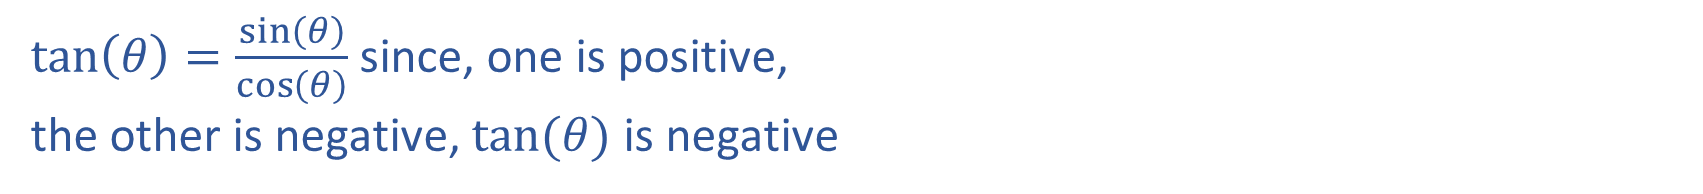 tan(θ) = sin(θ)/cos(θ) since, one is positive,
the other is negative, tan(θ) is negative